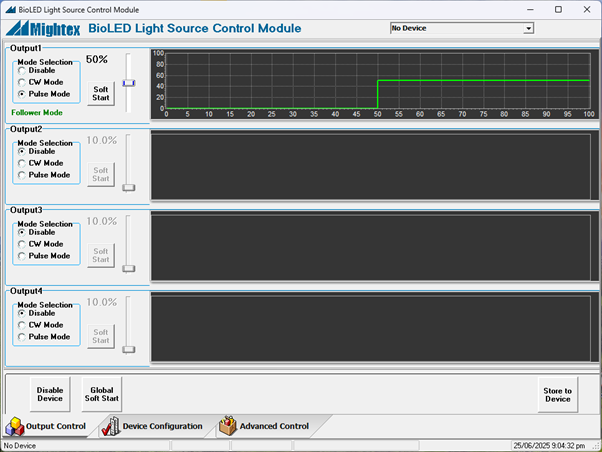 BioLED Light Source Control Module
Mightex BioLED Light Source Control Module No Device
Output1
Mode Selection 50%
Disable
CW Mode
Pulse Mode
Soft Start
Follower Mode
100
80
60
40
20
0
0 5 10 15 20 25 30 35 40 45 50 55 60 65 70 75 80 85 90 95 100
Output2
Mode Selection 10.0%
Disable
CW Mode
Pulse Mode
Soft Start
Output3
Mode Selection 10.0%
Disable
CW Mode
Pulse Mode
Soft Start
Output4
Mode Selection 10.0%
Disable
CW Mode
Pulse Mode
Soft Start
Disable Global Store to
Device Soft Start Device
Output Control Device Configuration Advanced Control
No Device 25/06/2025 9:04:32 pm